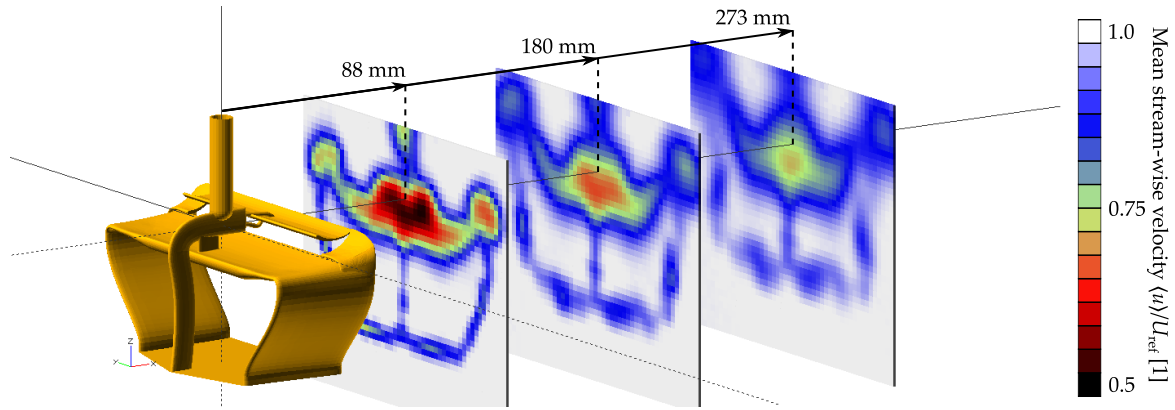 88 mm
180 mm
273 mm
1.0
0.75
0.5
Mean stream-wise velocity ⟨u⟩/U_ref [1]
Z
Y
X